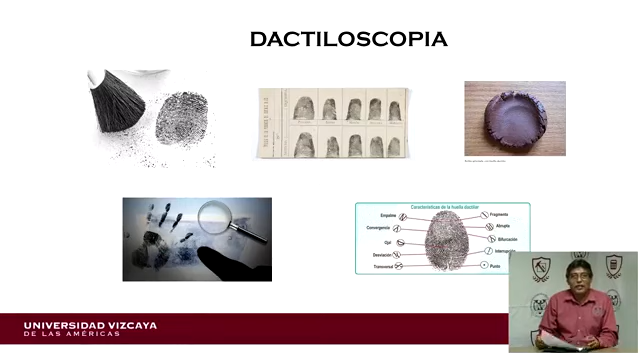 DACTILOSCOPIA
Características de la huella dactilar
Empalme
Fragmento
Convergencia
Abrupta
Ojal
Bifurcación
Desviación
Interrupción
Transversal
Punto
UNIVERSIDAD VIZCAYA
DE LAS AMÉRICAS